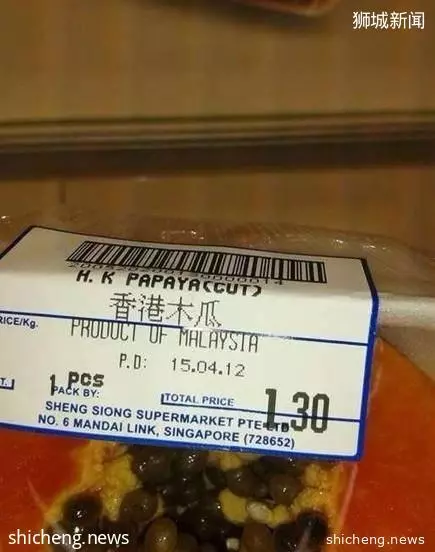 狮城新闻
H. K PAPAYA(CUT)
香港木瓜
RICE/Kg.
PRODUCT OF MALAYSIA
P.D: 15.04.12
T.
1 PCS
PACK BY:
TOTAL PRICE
1.30
SHENG SIONG SUPERMARKET PTE LTD
NO. 6 MANDAI LINK, SINGAPORE (728652)
shicheng.news
shicheng.news